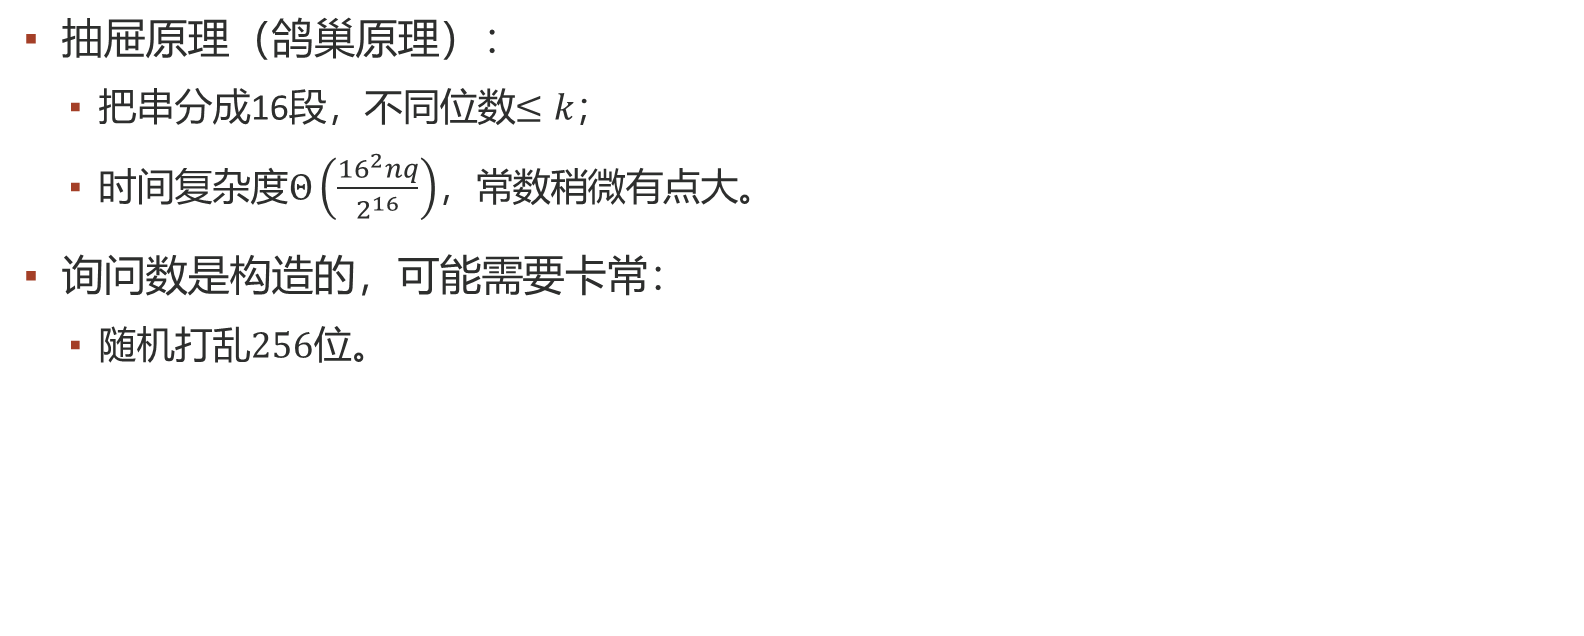 ▪ 抽屉原理（鸽巢原理）：
▪ 把串分成16段，不同位数≤ k；
▪ 时间复杂度Θ(16²nq / 2¹⁶)，常数稍微有点大。
▪ 询问数是构造的，可能需要卡常：
▪ 随机打乱256位。